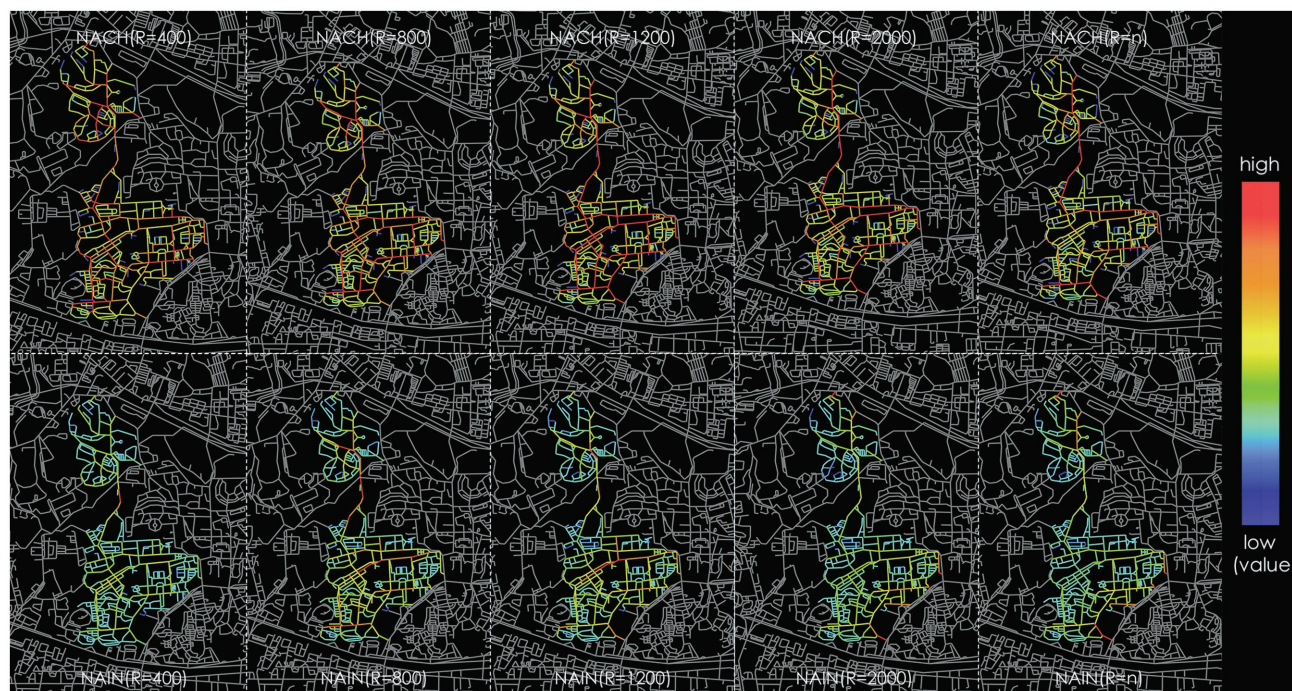 NACH(R=400)
NACH(R=800)
NACH(R=1200)
NACH(R=2000)
NACH(R=n)
high
low
(value
NAIN(R=400)
NAIN(R=800)
NAIN(R=1200)
NAIN(R=2000)
NAIN(R=n)